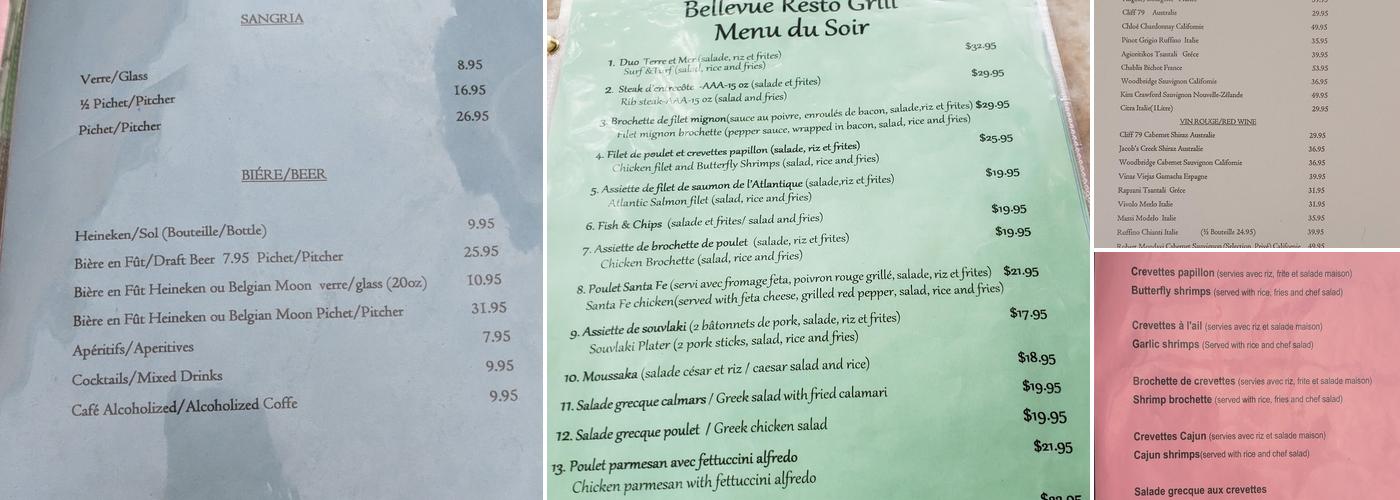 SANGRIA
Verre/Glass 8.95
½ Pichet/Pitcher 16.95
Pichet/Pitcher 26.95
BIÉRE/BEER
Heineken/Sol (Bouteille/Bottle) 9.95
Bière en Fût/Draft Beer 7.95 Pichet/Pitcher 25.95
Bière en Fût Heineken ou Belgian Moon verre/glass (20oz) 10.95
Bière en Fût Heineken ou Belgian Moon Pichet/Pitcher 31.95
Apéritifs/Aperitives 7.95
Cocktails/Mixed Drinks 9.95
Café Alcoholized/Alcoholized Coffe 9.95
Bellevue Resto Grill
Menu du Soir
1. Duo Terre et Mer (salade, riz et frites) $32.95
Surf & Turf (salad, rice and fries)
2. Steak d'entrecôte -AAA-15 oz (salade et frites) $29.95
Rib steak-AAA-15 oz (salad and fries)
3. Brochette de filet mignon(sauce au poivre, enroulés de bacon, salade,riz et frites) $29.95
Filet mignon brochette (pepper sauce, wrapped in bacon, salad, rice and fries)
4. Filet de poulet et crevettes papillon (salade, riz et frites) $25.95
Chicken filet and Butterfly Shrimps (salad, rice and fries)
5. Assiette de filet de saumon de l'Atlantique (salade,riz et frites) $19.95
Atlantic Salmon filet (salad, rice and fries)
6. Fish & Chips (salade et frites/ salad and fries) $19.95
7. Assiette de brochette de poulet (salade, riz et frites) $19.95
Chicken Brochette (salad, rice and fries)
8. Poulet Santa Fe (servi avec fromage feta, poivron rouge grillé, salade, riz et frites) $21.95
Santa Fe chicken(served with feta cheese, grilled red pepper, salad, rice and fries)
9. Assiette de souvlaki (2 bâtonnets de pork, salade, riz et frites) $17.95
Souvlaki Plater (2 pork sticks, salad, rice and fries)
10. Moussaka (salade césar et riz / caesar salad and rice) $18.95
11. Salade grecque calmars / Greek salad with fried calamari $19.95
12. Salade grecque poulet / Greek chicken salad $19.95
13. Poulet parmesan avec fettuccini alfredo $21.95
Chicken parmesan with fettuccini alfredo
Cliff 79 Australie 29.95
Chloé Chardonnay Californie 49.95
Pinot Grigio Ruffino Italie 35.95
Agioritikos Tsantali Grèce 39.95
Chablis Bichot France 53.95
Woodbridge Sauvignon Californie 36.95
Kim Crawford Sauvignon Nouvelle-Zélande 49.95
Citra Italie(1Litre) 29.95
VIN ROUGE/RED WINE
Cliff 79 Cabernet Shiraz Australie 29.95
Jacob's Creek Shiraz Australie 36.95
Woodbridge Cabernet Sauvignon Californie 36.95
Vinas Viejas Garnacha Espagne 39.95
Rapsani Tsantali Gréce 31.95
Vivolo Merlo Italie 31.95
Massi Modelo Italie 35.95
Ruffino Chianti Italie (½ Bouteille 24.95) 39.95
Robert Mondavi Cabernet Sauvignon (Selection Privé) Californie 49.95
Crevettes papillon (servies avec riz, frite et salade maison)
Butterfly shrimps (served with rice, fries and chef salad)
Crevettes à l'ail (servies avec riz et salade maison)
Garlic shrimps (Served with rice and chef salad)
Brochette de crevettes (servies avec riz, frite et salade maison)
Shrimp brochette (served with rice, fries and chef salad)
Crevettes Cajun (servies avec riz et salade maison)
Cajun shrimps(served with rice and chef salad)
Salade grecque aux crevettes